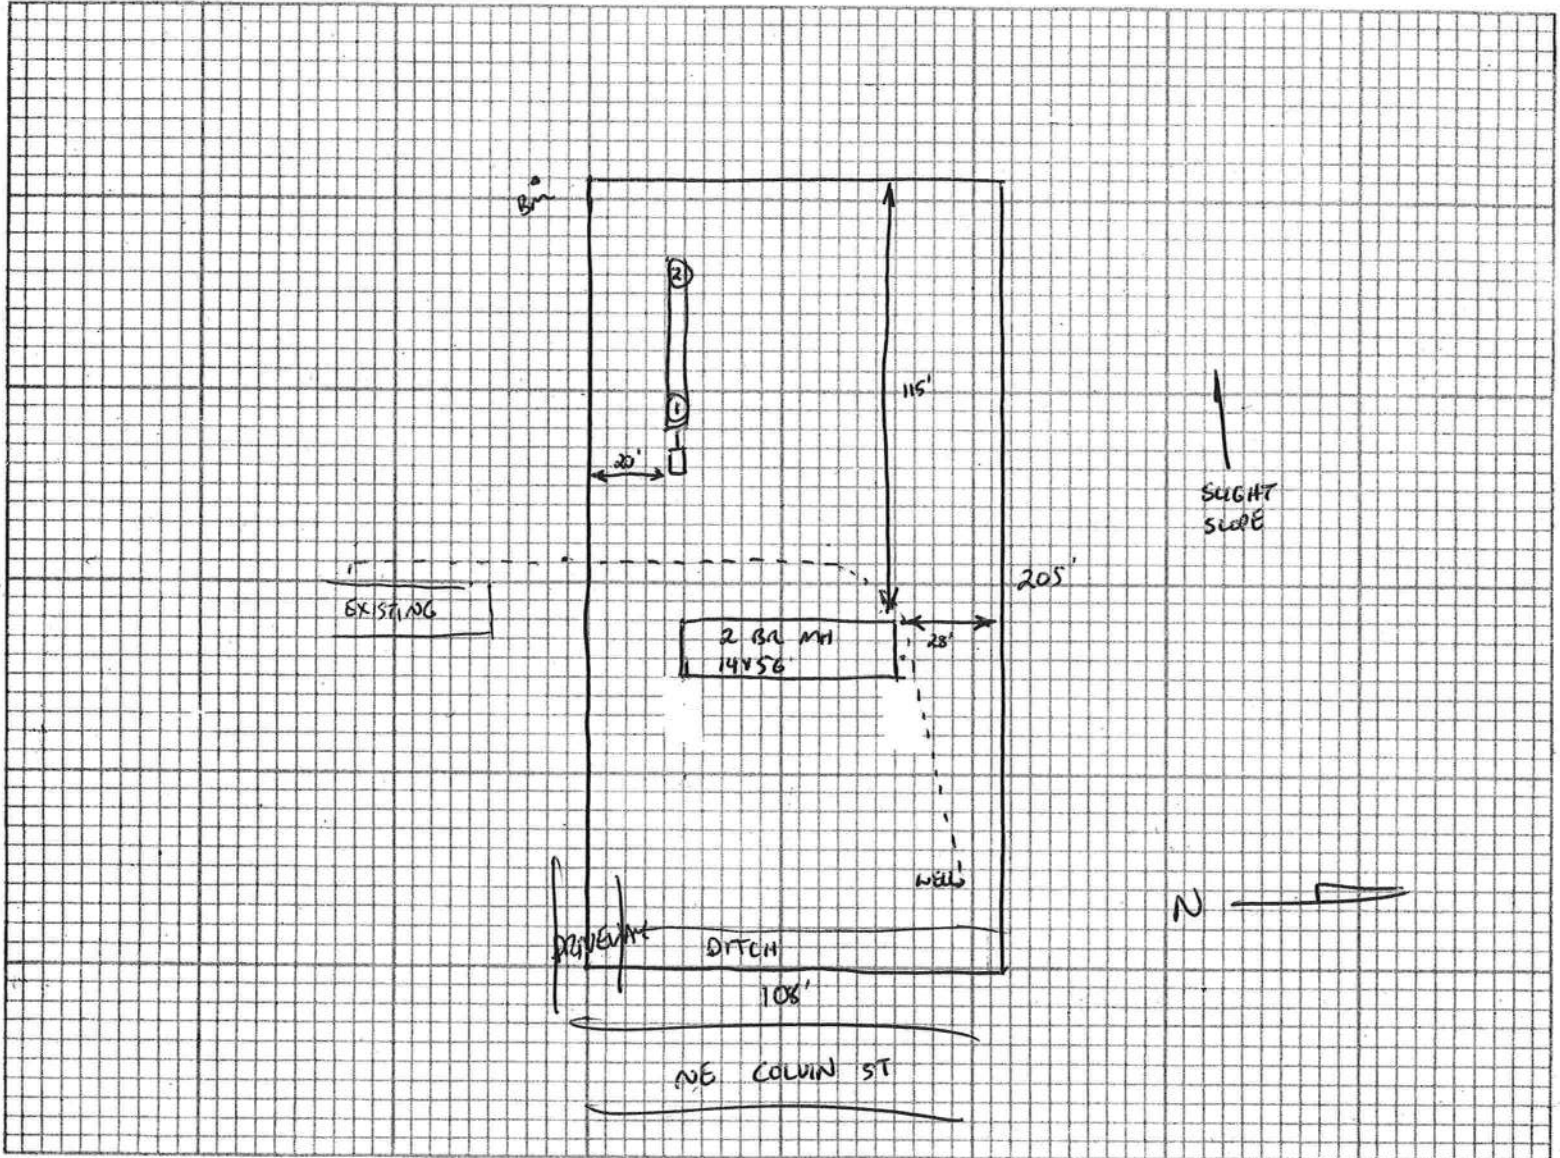 Bm
2
115'
1
20'
SLIGHT
SLOPE
205'
EXISTING
2 BR MH
14x56
28'
WELL
N
DRIVEWAY
DITCH
108'
NE COLVIN ST